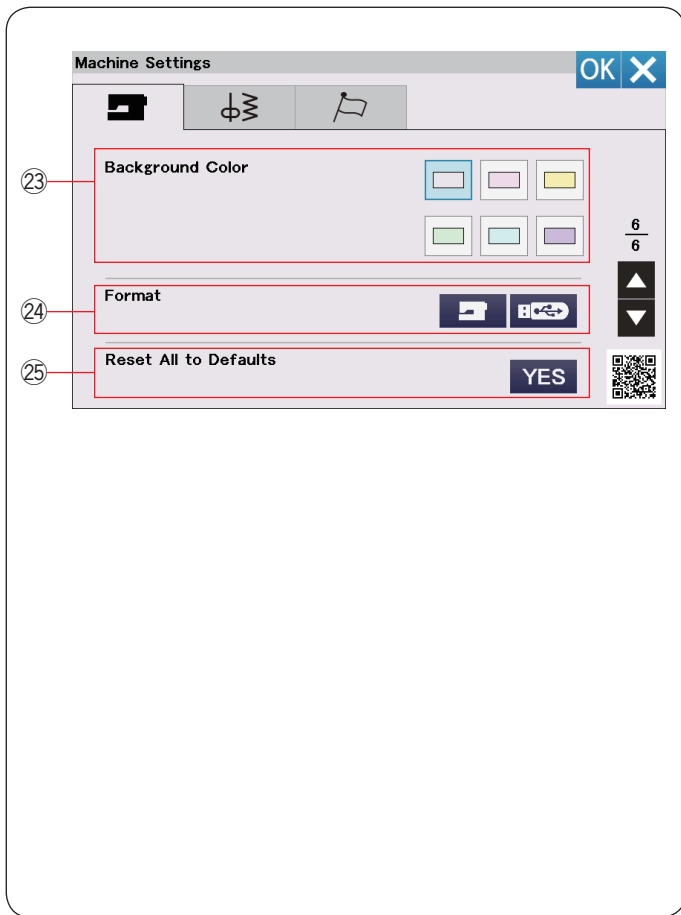 Machine Settings
OK
㉓
Background Color
6
6
㉔
Format
㉕
Reset All to Defaults
YES